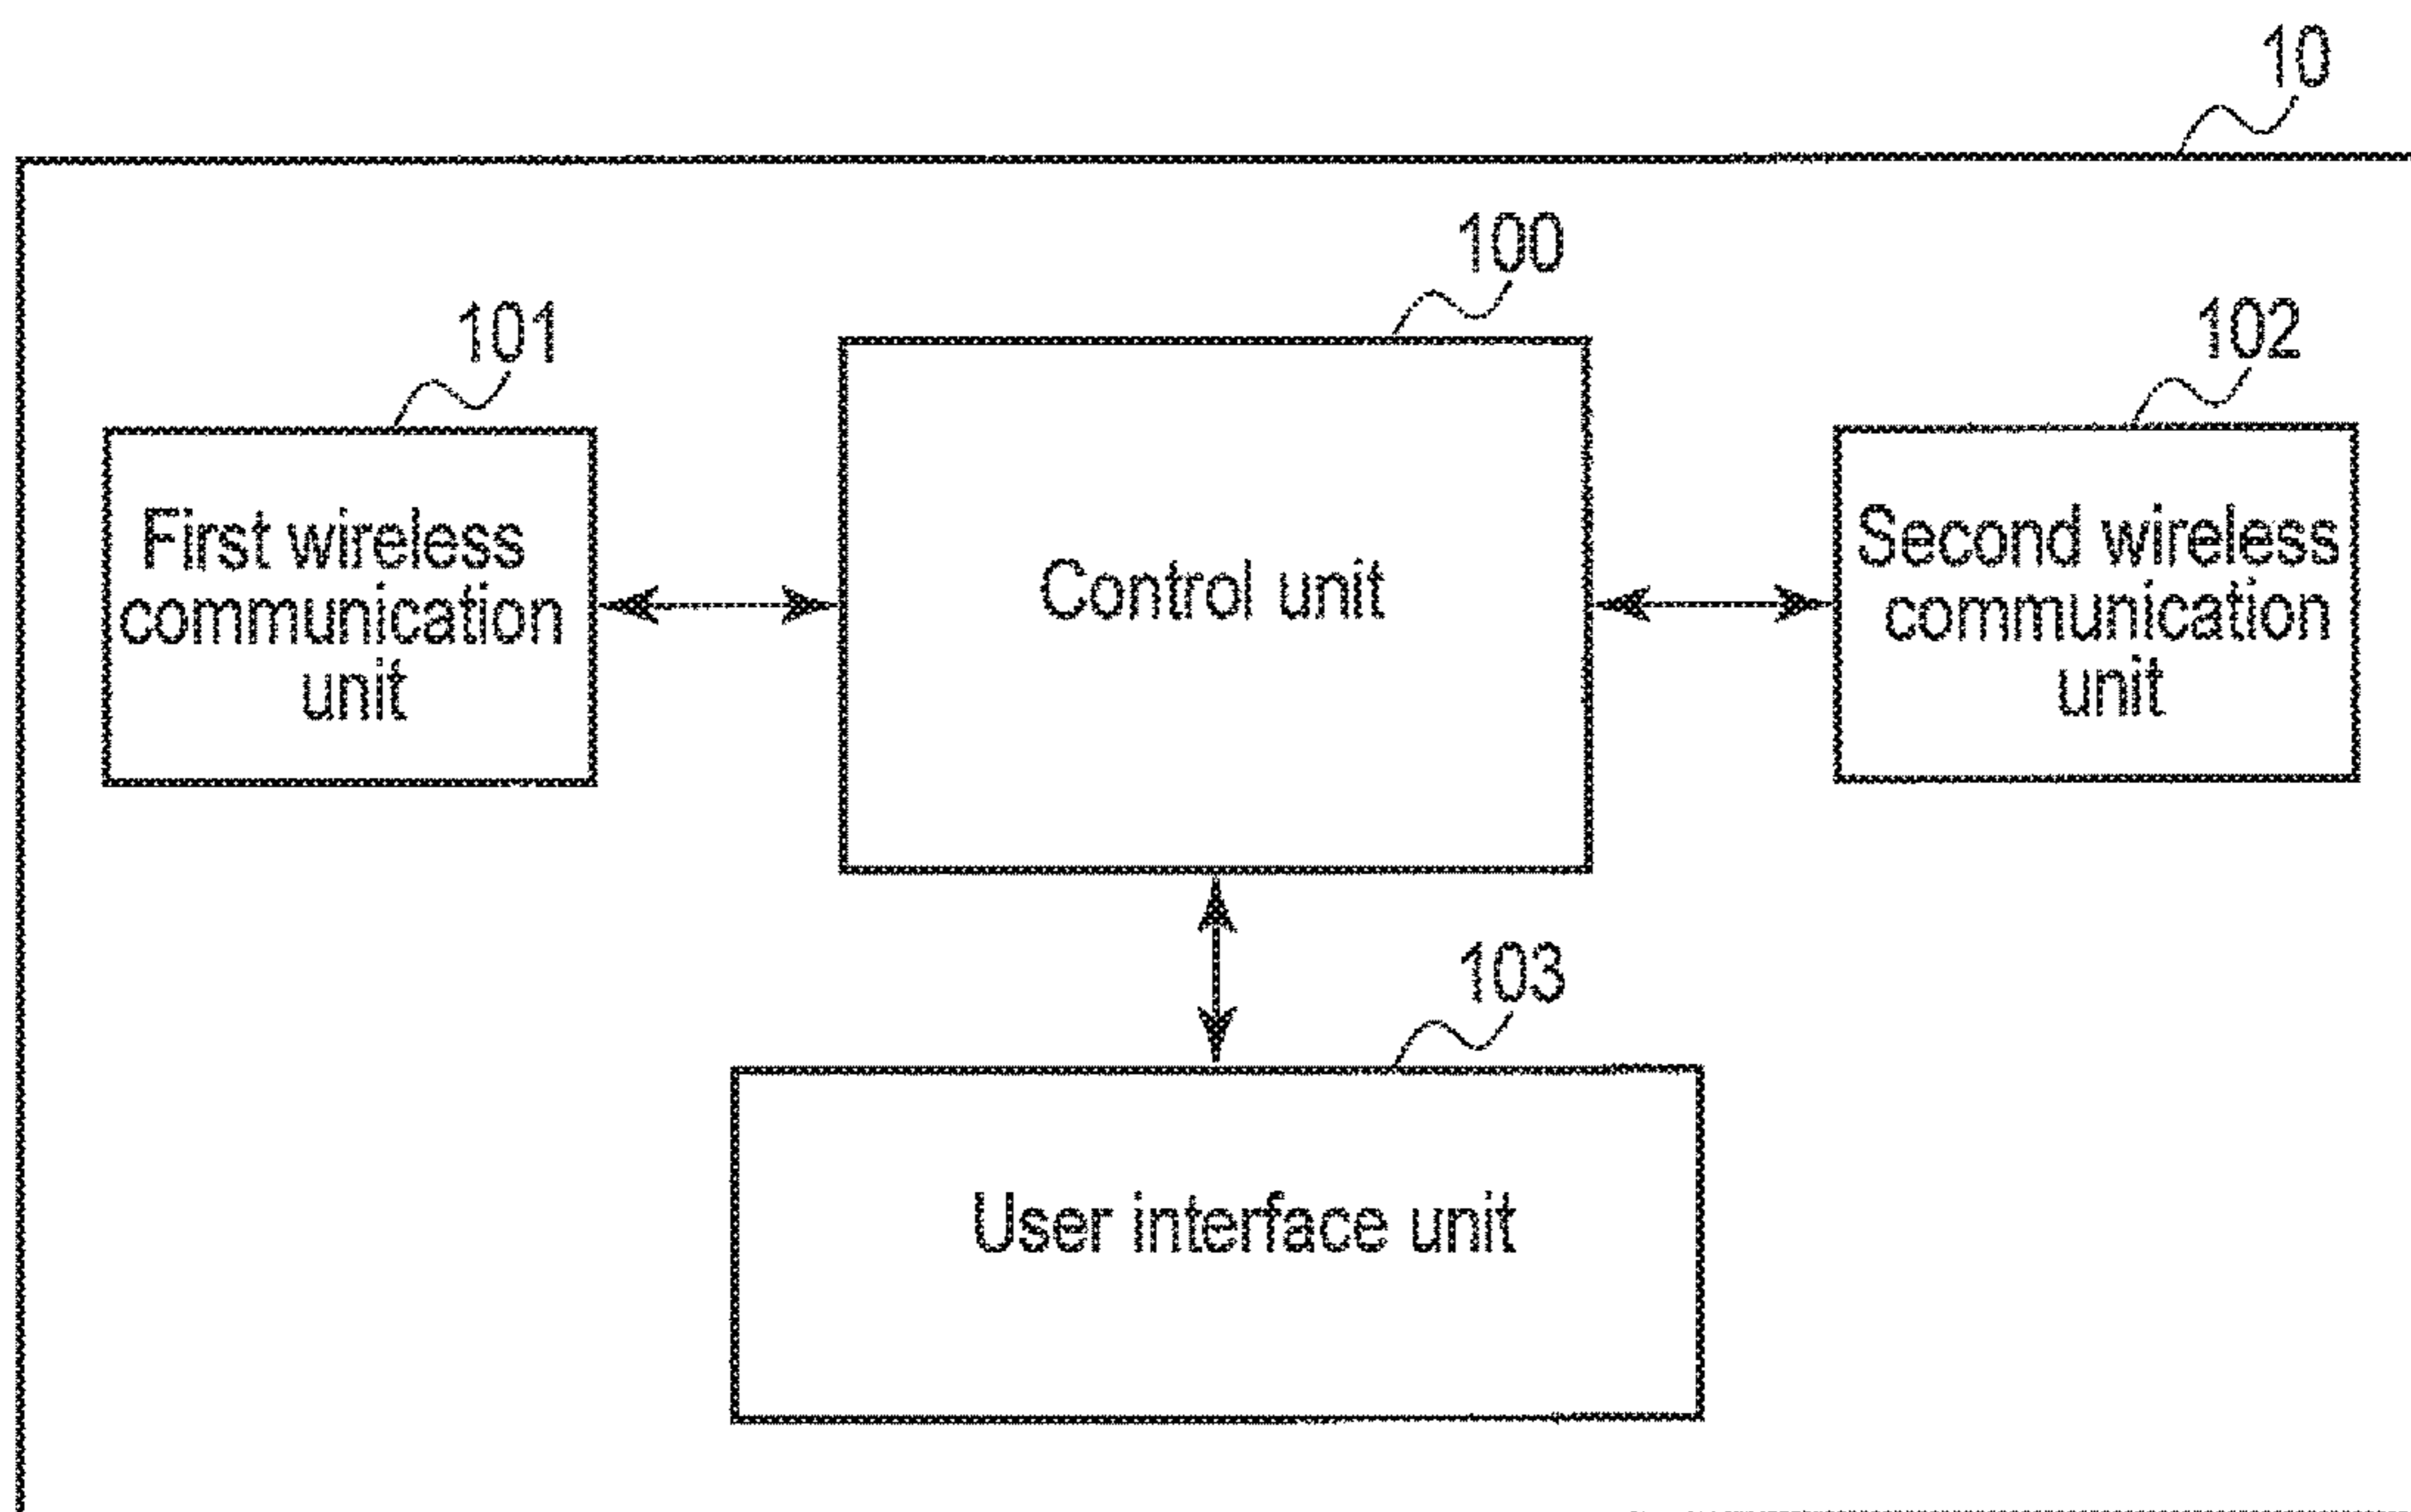 10
100
101
102
First wireless
communication
unit
Control unit
Second wireless
communication
unit
103
User interface unit